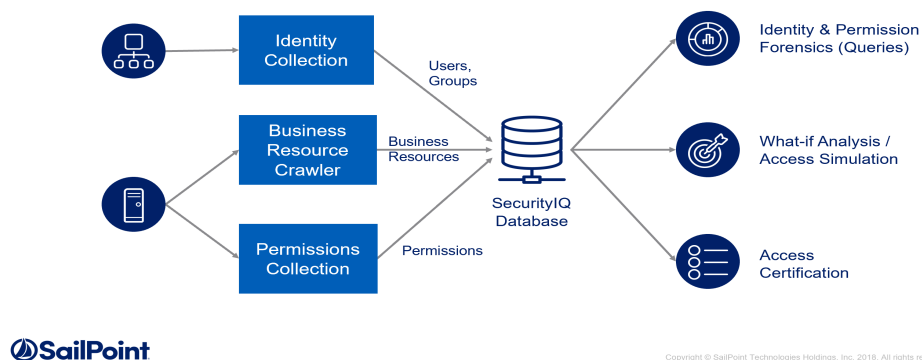 Identity
Collection
Users,
Groups
Business
Resource
Crawler
Business
Resources
Permissions
Collection
Permissions
SecurityIQ
Database
Identity & Permission
Forensics (Queries)
What-if Analysis /
Access Simulation
Access
Certification
SailPoint
Copyright © SailPoint Technologies Holdings, Inc. 2018. All rights re